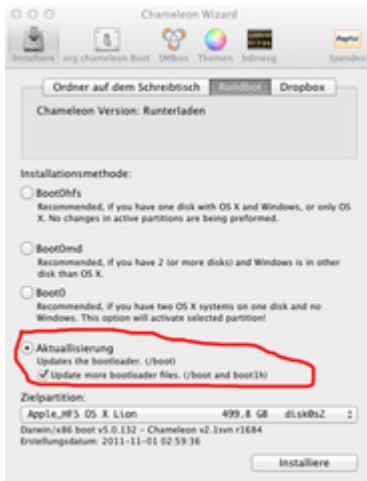 Chameleon Wizard
Installiere org.chameleon.Boot SMBios Themen bdmesg Spenden
PayPal
Ordner auf dem Schreibtisch Buildbot Dropbox
Chameleon Version: Runterladen
Installationsmethode:
Boot0hfs
Recommended, if you have one disk with OS X and Windows, or only OS
X. No changes in active partitions are being preformed.
Boot0md
Recommended, if you have 2 (or more disks) and Windows is in other
disk than OS X.
Boot0
Recommended, if you have two OS X systems on one disk and no
Windows. This option will activate selected partition!
Aktuallisierung
Updates the bootloader. (/boot)
Update more bootloader files. (/boot and boot1h)
Zielpartition:
Apple_HFS OS X Lion 499.8 GB disk0s2
Darwin/x86 boot v5.0.132 - Chameleon v2.1svn r1684
Erstellungsdatum: 2011-11-01 02:59:36
Installiere